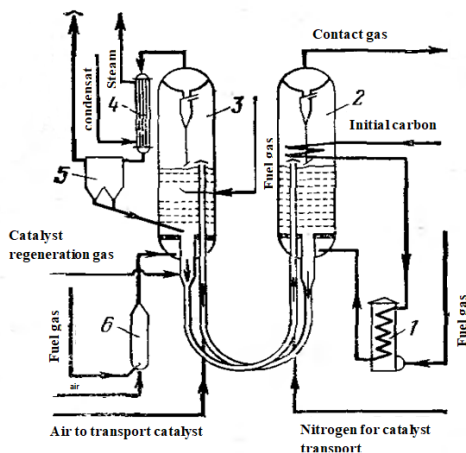 Contact gas
Steam
condensat
4
3
2
Fuel gas
Initial carbon
5
Catalyst
regeneration gas
Fuel gas
6
1
Fuel gas
air
Air to transport catalyst
Nitrogen for catalyst
transport